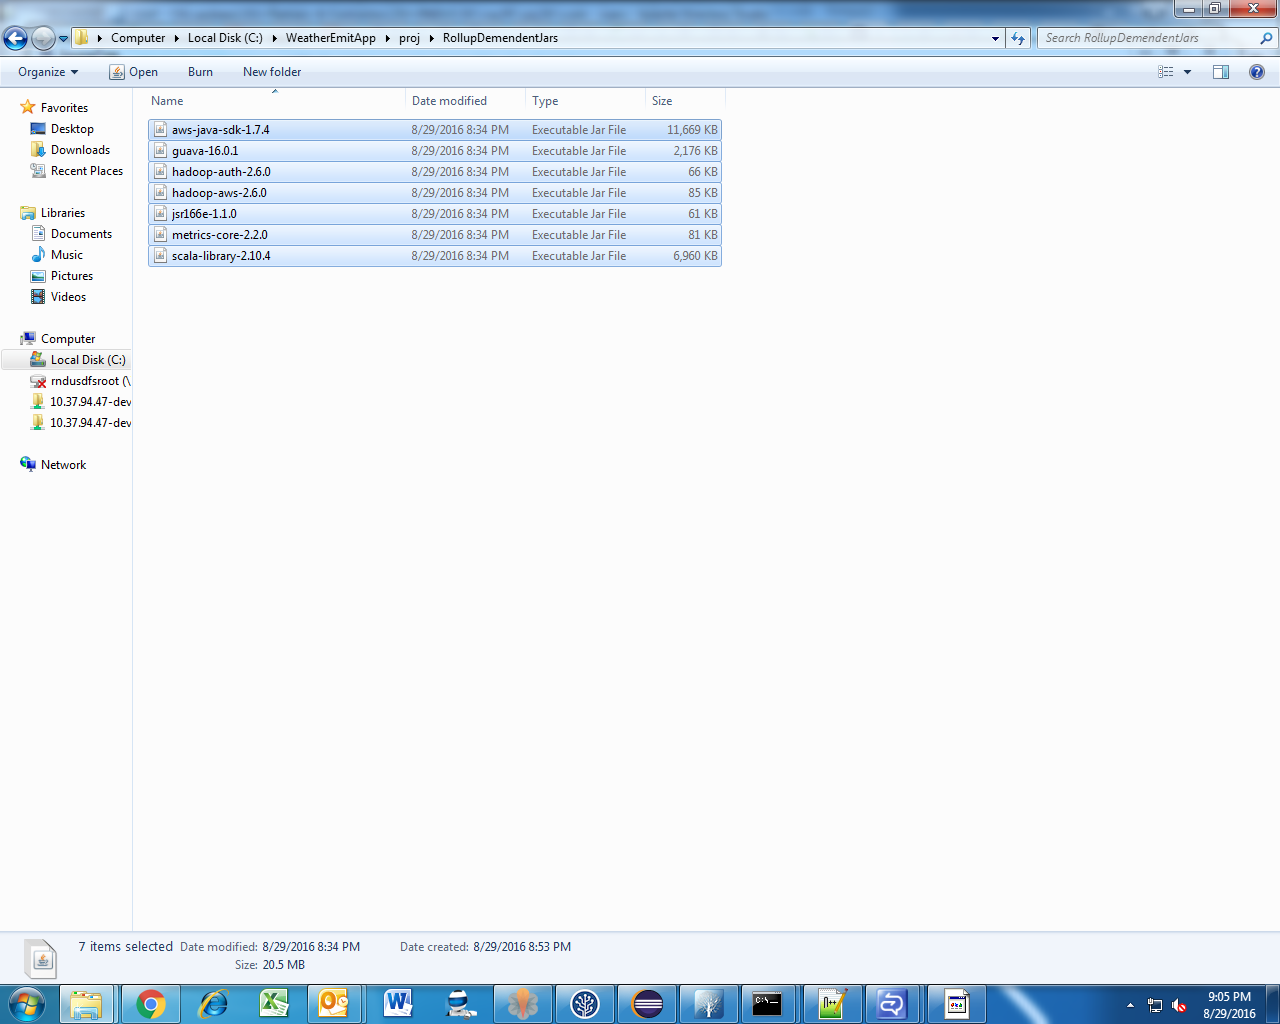 Computer Local Disk (C:) WeatherEmitApp proj RollupDemendentJars Search RollupDemendentJars
Organize Open Burn New folder
Name Date modified Type Size
Favorites
Desktop
Downloads
Recent Places
Libraries
Documents
Music
Pictures
Videos
Computer
Local Disk (C:)
rndusdfsroot (\
10.37.94.47-dev
10.37.94.47-dev
Network
aws-java-sdk-1.7.4 8/29/2016 8:34 PM Executable Jar File 11,669 KB
guava-16.0.1 8/29/2016 8:34 PM Executable Jar File 2,176 KB
hadoop-auth-2.6.0 8/29/2016 8:34 PM Executable Jar File 66 KB
hadoop-aws-2.6.0 8/29/2016 8:34 PM Executable Jar File 85 KB
jsr166e-1.1.0 8/29/2016 8:34 PM Executable Jar File 61 KB
metrics-core-2.2.0 8/29/2016 8:34 PM Executable Jar File 81 KB
scala-library-2.10.4 8/29/2016 8:34 PM Executable Jar File 6,960 KB
7 items selected Date modified: 8/29/2016 8:34 PM Date created: 8/29/2016 8:53 PM
Size: 20.5 MB
9:05 PM
8/29/2016